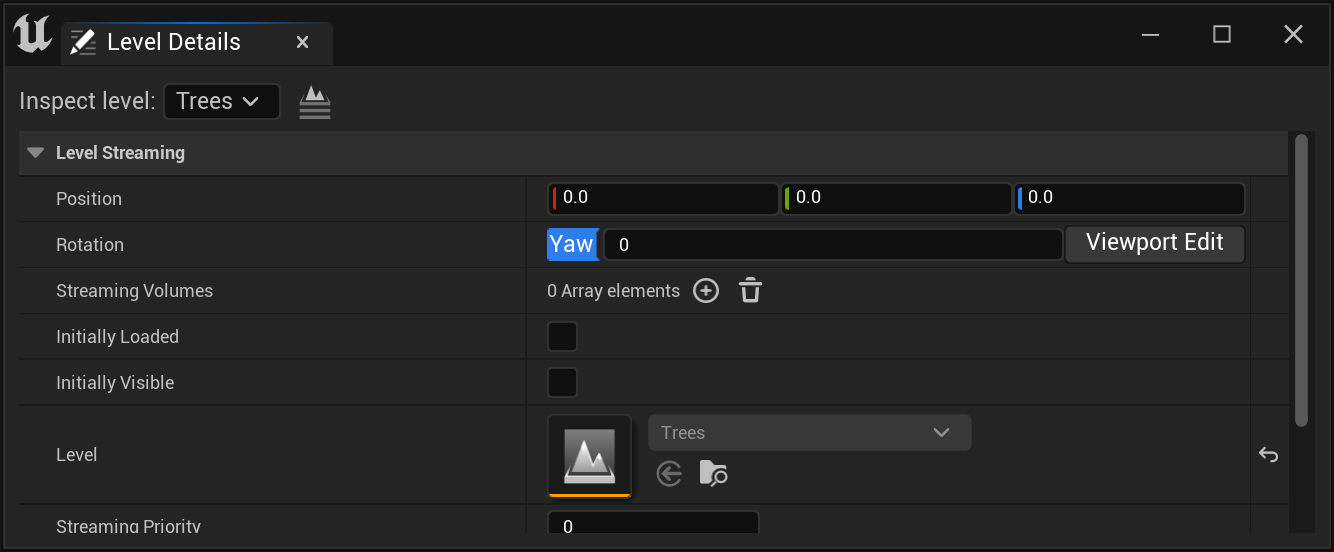 Level Details
Inspect level: Trees
Level Streaming
Position 0.0 0.0 0.0
Rotation Yaw 0 Viewport Edit
Streaming Volumes 0 Array elements
Initially Loaded
Initially Visible
Level Trees
Streaming Priority 0